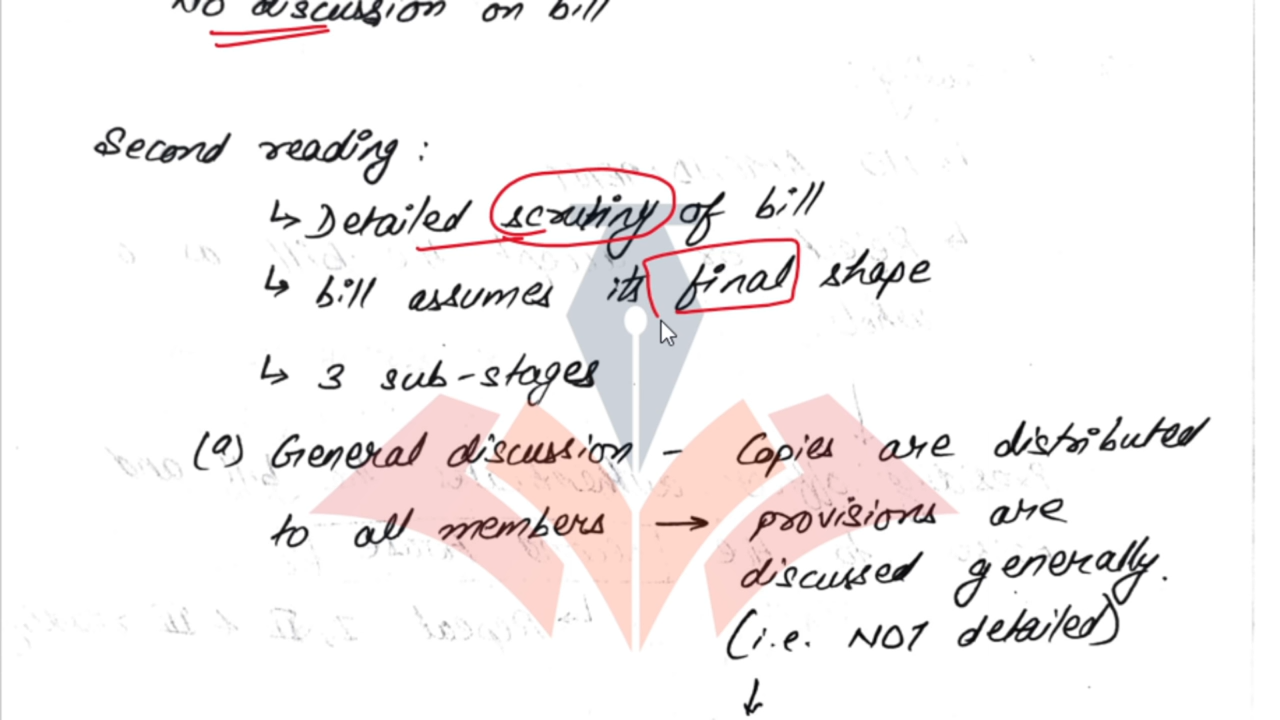 No discussion on bill
Second reading :
↳ Detailed scrutiny of bill
↳ bill assumes its final shape
↳ 3 sub-stages
(a) General discussion - Copies are distributed
to all members → provisions are
discussed generally.
(i.e. NOT detailed)
↓